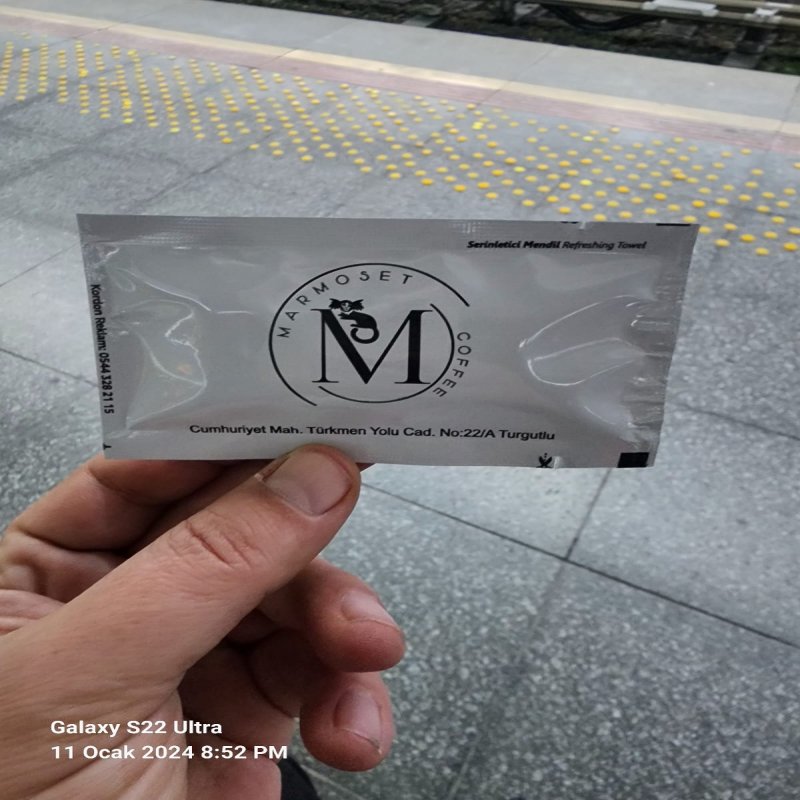 Serinletici Mendil Refreshing Towel
MARMOSET
M
COFFEE
Cumhuriyet Mah. Türkmen Yolu Cad. No:22/A Turgutlu
Kordon Reklam: 0544 328 21 15
Galaxy S22 Ultra
11 Ocak 2024 8:52 PM